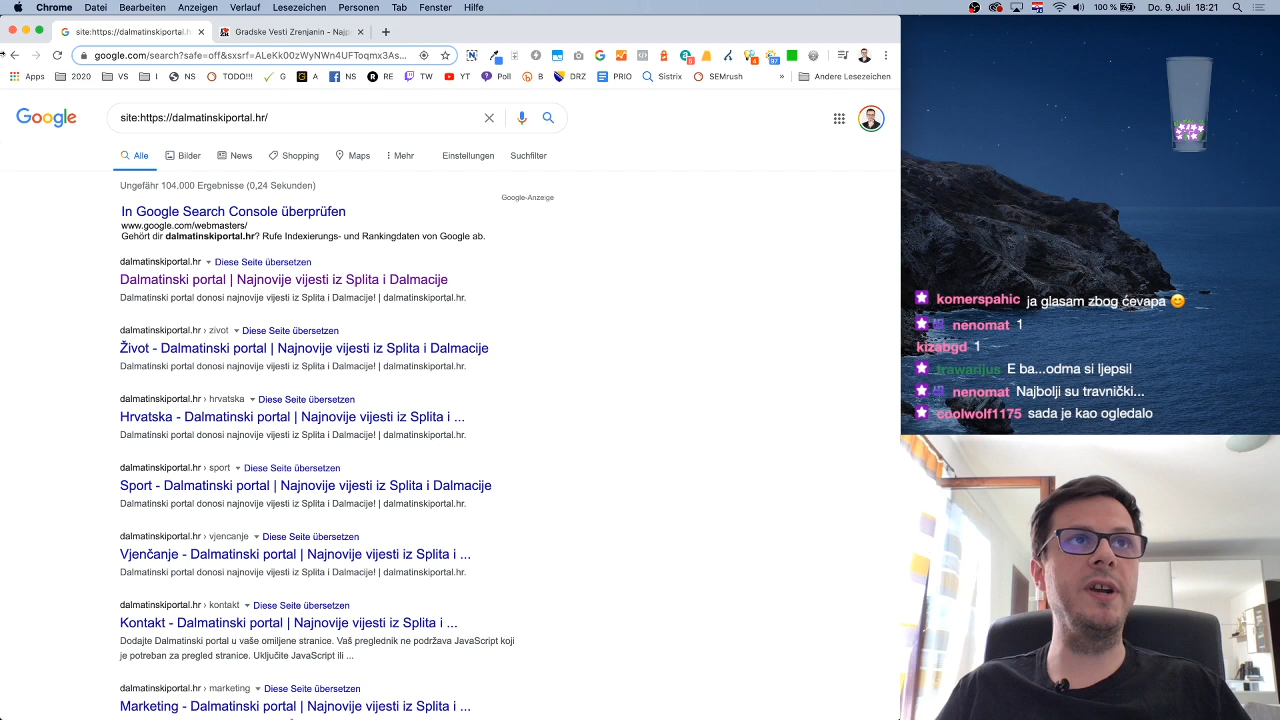 Chrome Datei Bearbeiten Anzeigen Verlauf Lesezeichen Personen Tab Fenster Hilfe 100 % Do. 9. Juli 18:21
site:https://dalmatinskiportal.h Gradske Vesti Zrenjanin - Najp
google.com/search?safe=off&sxsrf=ALeKk00zWyNWn4UFToqmx3As...
Apps 2020 VS I NS TODO!!! G A NS RE TW YT Poll B DRZ PRIO Sistrix SEMrush » Andere Lesezeichen
Google site:https://dalmatinskiportal.hr/
Alle Bilder News Shopping Maps Mehr Einstellungen Suchfilter
Ungefähr 104.000 Ergebnisse (0,24 Sekunden)
Google-Anzeige
In Google Search Console überprüfen
www.google.com/webmasters/
Gehört dir dalmatinskiportal.hr? Rufe Indexierungs- und Rankingdaten von Google ab.
dalmatinskiportal.hr Diese Seite übersetzen
Dalmatinski portal | Najnovije vijesti iz Splita i Dalmacije
Dalmatinski portal donosi najnovije vijesti iz Splita i Dalmacije! | dalmatinskiportal.hr.
dalmatinskiportal.hr › zivot Diese Seite übersetzen
Život - Dalmatinski portal | Najnovije vijesti iz Splita i Dalmacije
Dalmatinski portal donosi najnovije vijesti iz Splita i Dalmacije! | dalmatinskiportal.hr.
dalmatinskiportal.hr › hrvatska Diese Seite übersetzen
Hrvatska - Dalmatinski portal | Najnovije vijesti iz Splita i ...
Dalmatinski portal donosi najnovije vijesti iz Splita i Dalmacije! | dalmatinskiportal.hr.
dalmatinskiportal.hr › sport Diese Seite übersetzen
Sport - Dalmatinski portal | Najnovije vijesti iz Splita i Dalmacije
Dalmatinski portal donosi najnovije vijesti iz Splita i Dalmacije! | dalmatinskiportal.hr.
dalmatinskiportal.hr › vjencanje Diese Seite übersetzen
Vjenčanje - Dalmatinski portal | Najnovije vijesti iz Splita i ...
Dalmatinski portal donosi najnovije vijesti iz Splita i Dalmacije! | dalmatinskiportal.hr.
dalmatinskiportal.hr › kontakt Diese Seite übersetzen
Kontakt - Dalmatinski portal | Najnovije vijesti iz Splita i ...
Dodajte Dalmatinski portal u vaše omiljene stranice. Vaš preglednik ne podržava JavaScript koji
je potreban za pregled stranice. Uključite JavaScript ili ...
dalmatinskiportal.hr › marketing Diese Seite übersetzen
Marketing - Dalmatinski portal | Najnovije vijesti iz Splita i ...
komerspahic ja glasam zbog ćevapa 😊
nenomat 1
kizabgd 1
trawarijus E ba...odma si ljepsi!
nenomat Najbolji su travnički...
coolwolf1175 sada je kao ogledalo